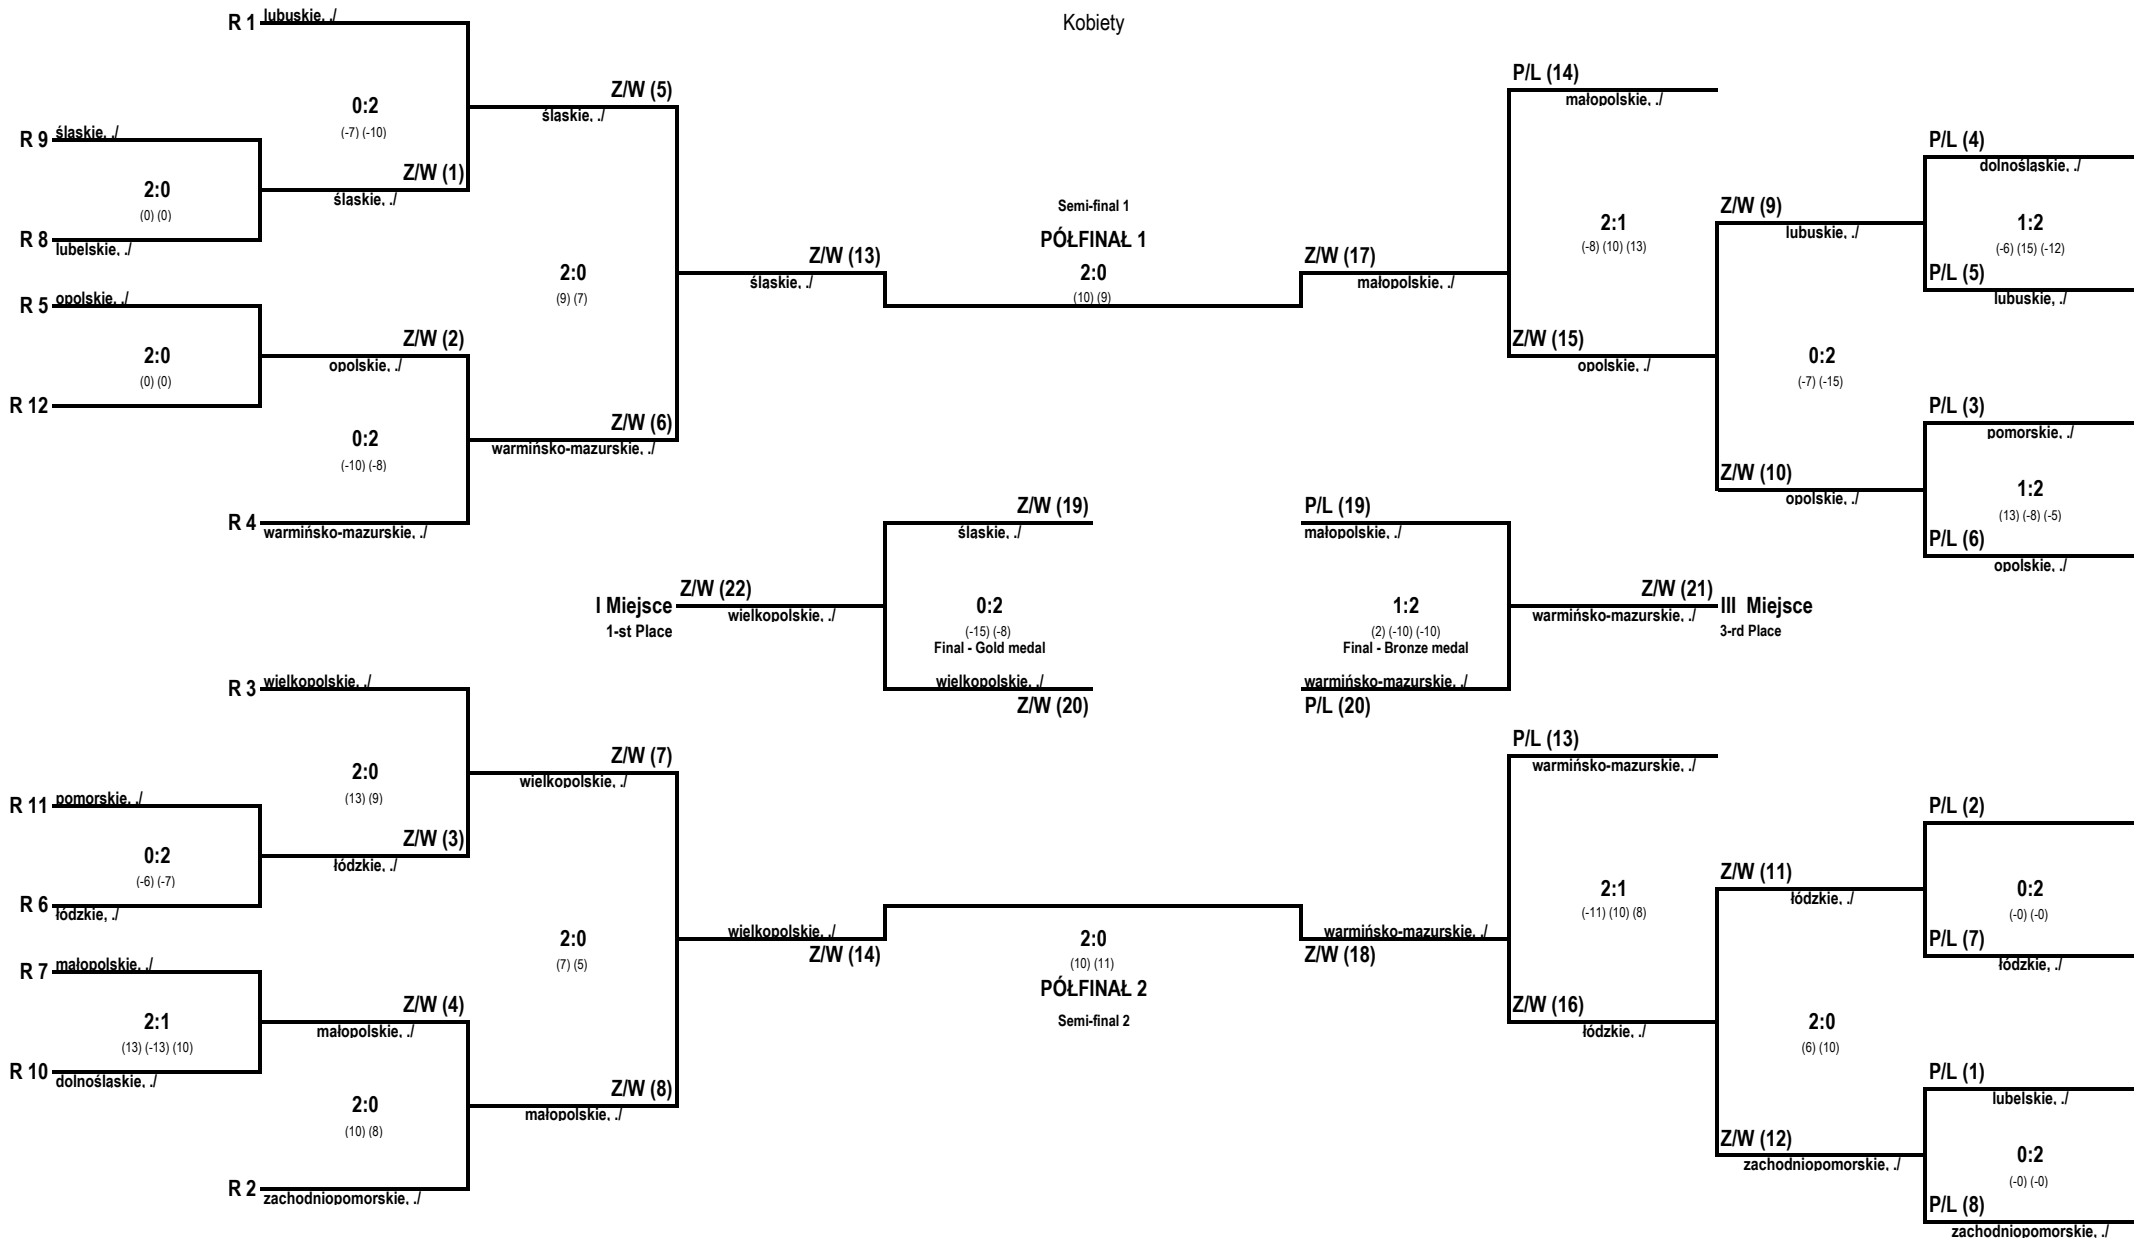 Kobiety
R 1
lubuskie, ./
0:2
(-7) (-10)
Z/W (5)
śląskie, ./
R 9
śląskie, ./
2:0
(0) (0)
Z/W (1)
śląskie, ./
R 8
lubelskie, ./
R 5
opolskie, ./
2:0
(0) (0)
Z/W (2)
opolskie, ./
R 12
0:2
(-10) (-8)
R 4
warmińsko-mazurskie, ./
Z/W (6)
warmińsko-mazurskie, ./
2:0
(9) (7)
Z/W (13)
śląskie, ./
Semi-final 1
PÓŁFINAŁ 1
2:0
(10) (9)
Z/W (17)
małopolskie, ./
P/L (14)
małopolskie, ./
2:1
(-8) (10) (13)
Z/W (15)
opolskie, ./
Z/W (9)
lubuskie, ./
0:2
(-7) (-15)
Z/W (10)
opolskie, ./
P/L (4)
dolnośląskie, ./
1:2
(-6) (15) (-12)
P/L (5)
lubuskie, ./
P/L (3)
pomorskie, ./
1:2
(13) (-8) (-5)
P/L (6)
opolskie, ./
Z/W (19)
śląskie, ./
I Miejsce
1-st Place
Z/W (22)
wielkopolskie, ./
0:2
(-15) (-8)
Final - Gold medal
wielkopolskie, ./
Z/W (20)
P/L (19)
małopolskie, ./
1:2
(2) (-10) (-10)
Final - Bronze medal
warmińsko-mazurskie, ./
P/L (20)
Z/W (21)
warmińsko-mazurskie, ./
III Miejsce
3-rd Place
R 3
wielkopolskie, ./
2:0
(13) (9)
Z/W (7)
wielkopolskie, ./
R 11
pomorskie, ./
0:2
(-6) (-7)
Z/W (3)
łódzkie, ./
R 6
łódzkie, ./
R 7
małopolskie, ./
2:1
(13) (-13) (10)
Z/W (4)
małopolskie, ./
R 10
dolnośląskie, ./
2:0
(10) (8)
R 2
zachodniopomorskie, ./
Z/W (8)
małopolskie, ./
2:0
(7) (5)
wielkopolskie, ./
Z/W (14)
2:0
(10) (11)
PÓŁFINAŁ 2
Semi-final 2
warmińsko-mazurskie, ./
Z/W (18)
P/L (13)
warmińsko-mazurskie, ./
2:1
(-11) (10) (8)
Z/W (16)
łódzkie, ./
Z/W (11)
łódzkie, ./
2:0
(6) (10)
Z/W (12)
zachodniopomorskie, ./
P/L (2)
0:2
(-0) (-0)
P/L (7)
łódzkie, ./
P/L (1)
lubelskie, ./
0:2
(-0) (-0)
P/L (8)
zachodniopomorskie, ./